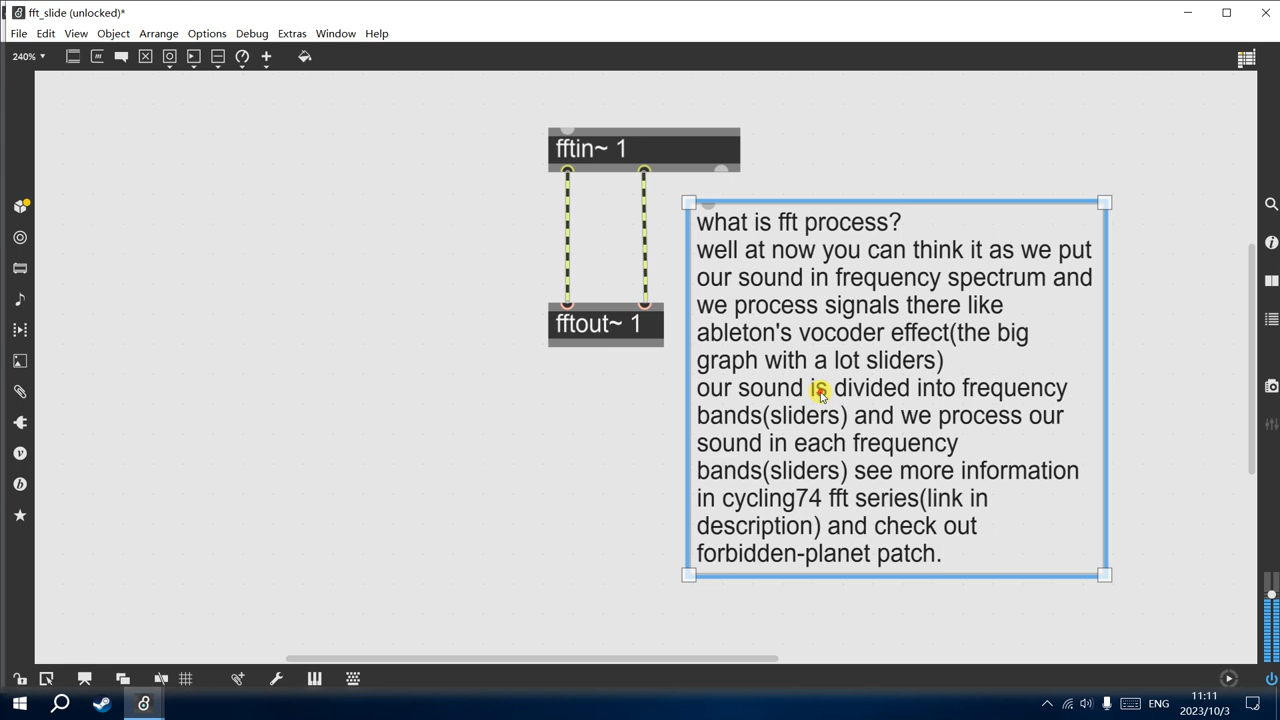 fft_slide (unlocked)*
File Edit View Object Arrange Options Debug Extras Window Help
240%
fftin~ 1
what is fft process?
well at now you can think it as we put
our sound in frequency spectrum and
we process signals there like
ableton's vocoder effect(the big
graph with a lot sliders)
our sound is divided into frequency
bands(sliders) and we process our
sound in each frequency
bands(sliders) see more information
in cycling74 fft series(link in
description) and check out
forbidden-planet patch.
fftout~ 1
ENG
11:11
2023/10/3